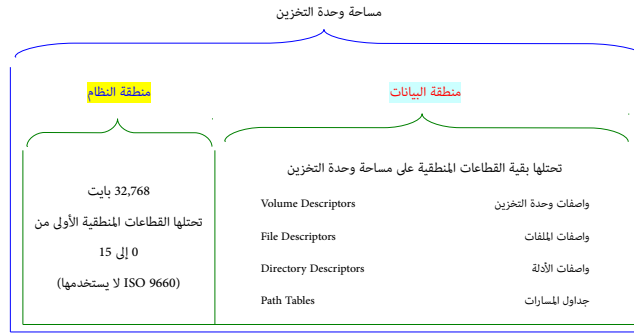 مساحة وحدة التخزين
منطقة البيانات
منطقة النظام
تحتلها بقية القطاعات المنطقية على مساحة وحدة التخزين
واصفات وحدة التخزين Volume Descriptors
واصفات الملفات File Descriptors
واصفات الأدلة Directory Descriptors
جداول المسارات Path Tables
32,768 بايت
تحتلها القطاعات المنطقية الأولى من
0 إلى 15
(ISO 9660 لا يستخدمها)